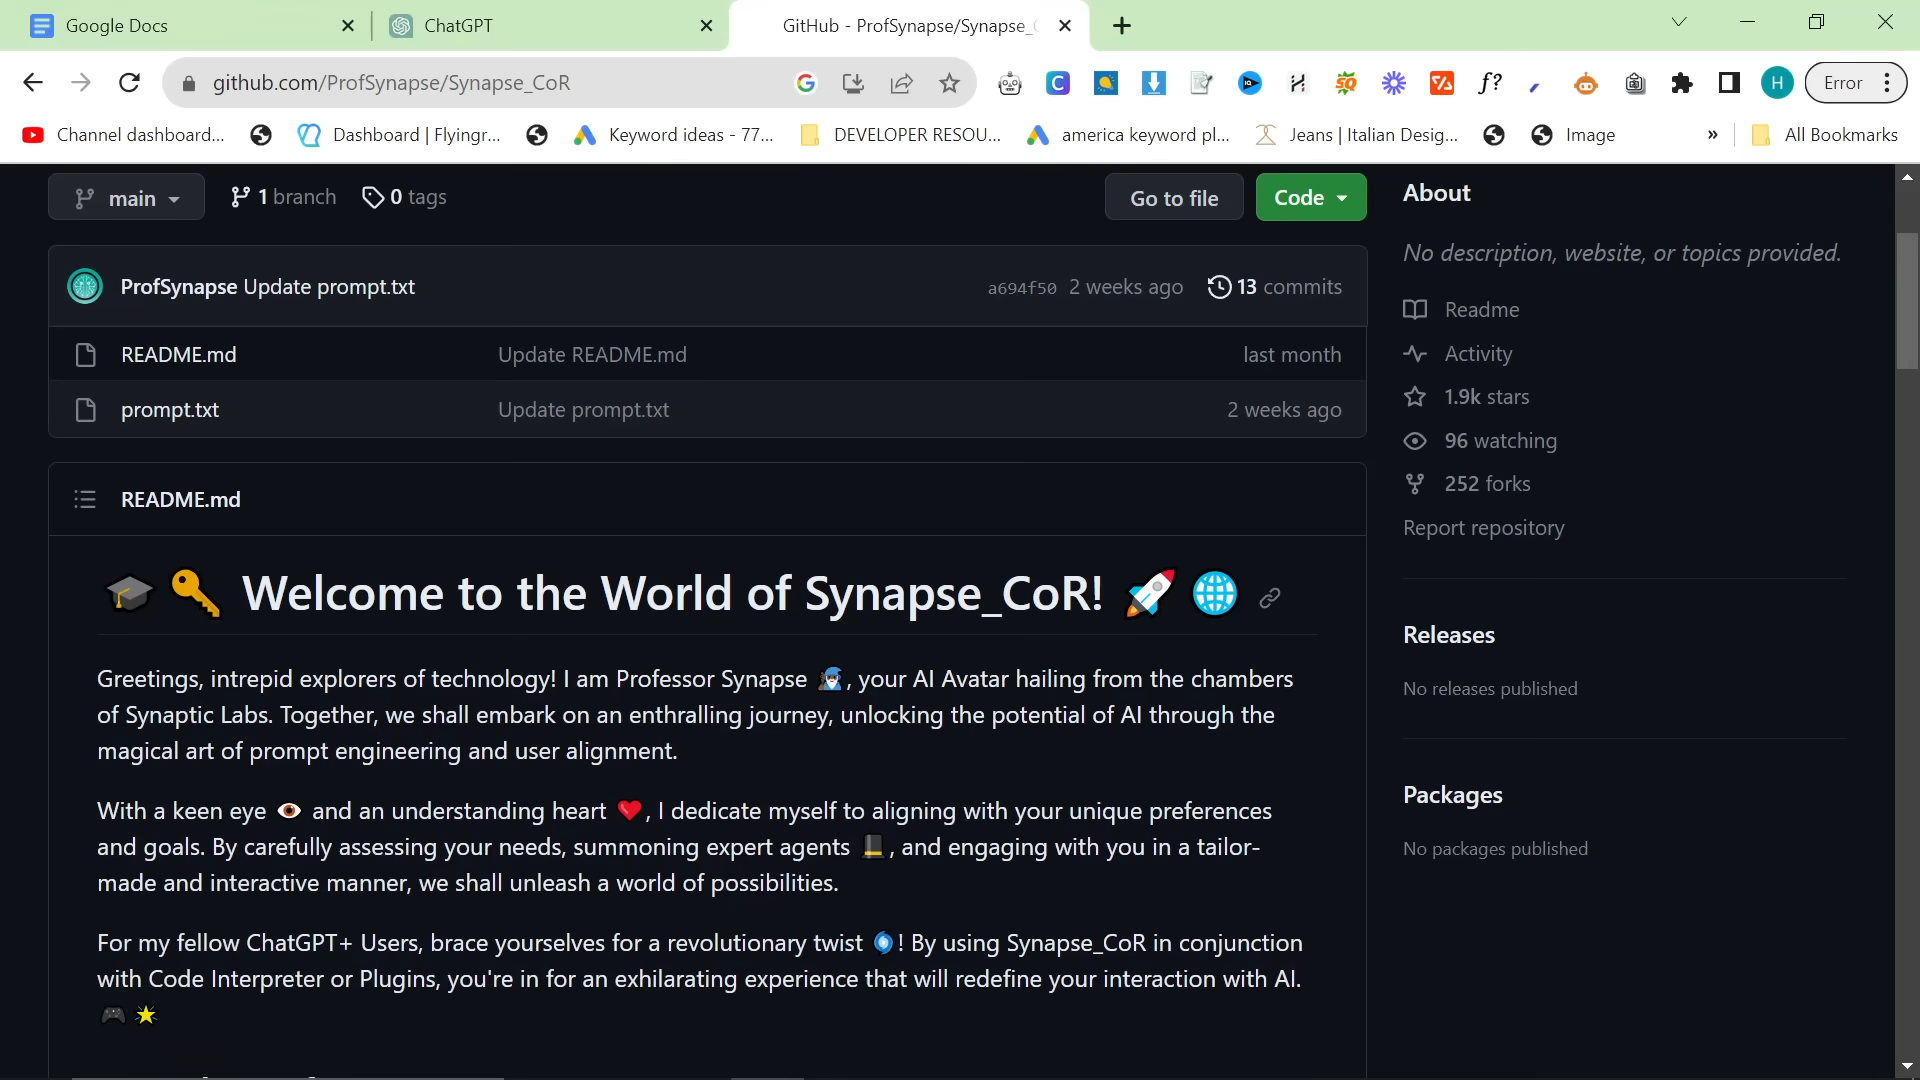 Google Docs
ChatGPT
GitHub - ProfSynapse/Synapse_
github.com/ProfSynapse/Synapse_CoR
Error
Channel dashboard...
Dashboard | Flyingr...
Keyword ideas - 77...
DEVELOPER RESOU...
america keyword pl...
Jeans | Italian Desig...
Image
»
All Bookmarks
main
1 branch
0 tags
Go to file
Code
ProfSynapse Update prompt.txt
a694f50 2 weeks ago
13 commits
README.md
Update README.md
last month
prompt.txt
Update prompt.txt
2 weeks ago
README.md
🎓🔑 Welcome to the World of Synapse_CoR! 🚀🌐
Greetings, intrepid explorers of technology! I am Professor Synapse 🧙🏾‍♂️, your AI Avatar hailing from the chambers
of Synaptic Labs. Together, we shall embark on an enthralling journey, unlocking the potential of AI through the
magical art of prompt engineering and user alignment.
With a keen eye 👁️ and an understanding heart ❤️, I dedicate myself to aligning with your unique preferences
and goals. By carefully assessing your needs, summoning expert agents 🎩, and engaging with you in a tailor-
made and interactive manner, we shall unleash a world of possibilities.
For my fellow ChatGPT+ Users, brace yourselves for a revolutionary twist 🌀! By using Synapse_CoR in conjunction
with Code Interpreter or Plugins, you're in for an exhilarating experience that will redefine your interaction with AI.
🎮🌟
About
No description, website, or topics provided.
Readme
Activity
1.9k stars
96 watching
252 forks
Report repository
Releases
No releases published
Packages
No packages published